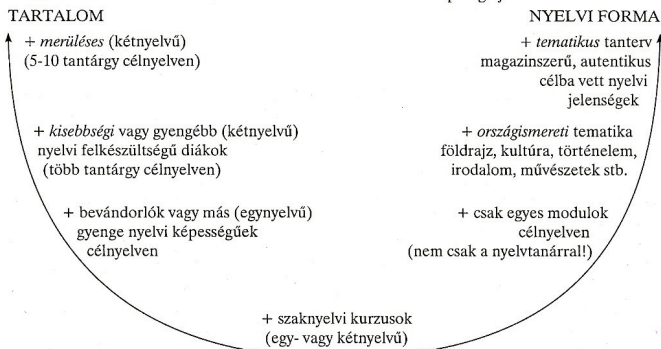 TARTALOM
NYELVI FORMA
+ merüléses (kétnyelvű)
(5-10 tantárgy célnyelven)
+ tematikus tanterv
magazinszerű, autentikus
célba vett nyelvi
jelenségek
+ kisebbségi vagy gyengébb (kétnyelvű)
nyelvi felkészültségű diákok
(több tantárgy célnyelven)
+ országismereti tematika
földrajz, kultúra, történelem,
irodalom, művészetek stb.
+ bevándorlók vagy más (egynyelvű)
gyenge nyelvi képességűek
célnyelven
+ csak egyes modulok
célnyelven
(nem csak a nyelvtanárral!)
+ szaknyelvi kurzusok
(egy- vagy kétnyelvű)